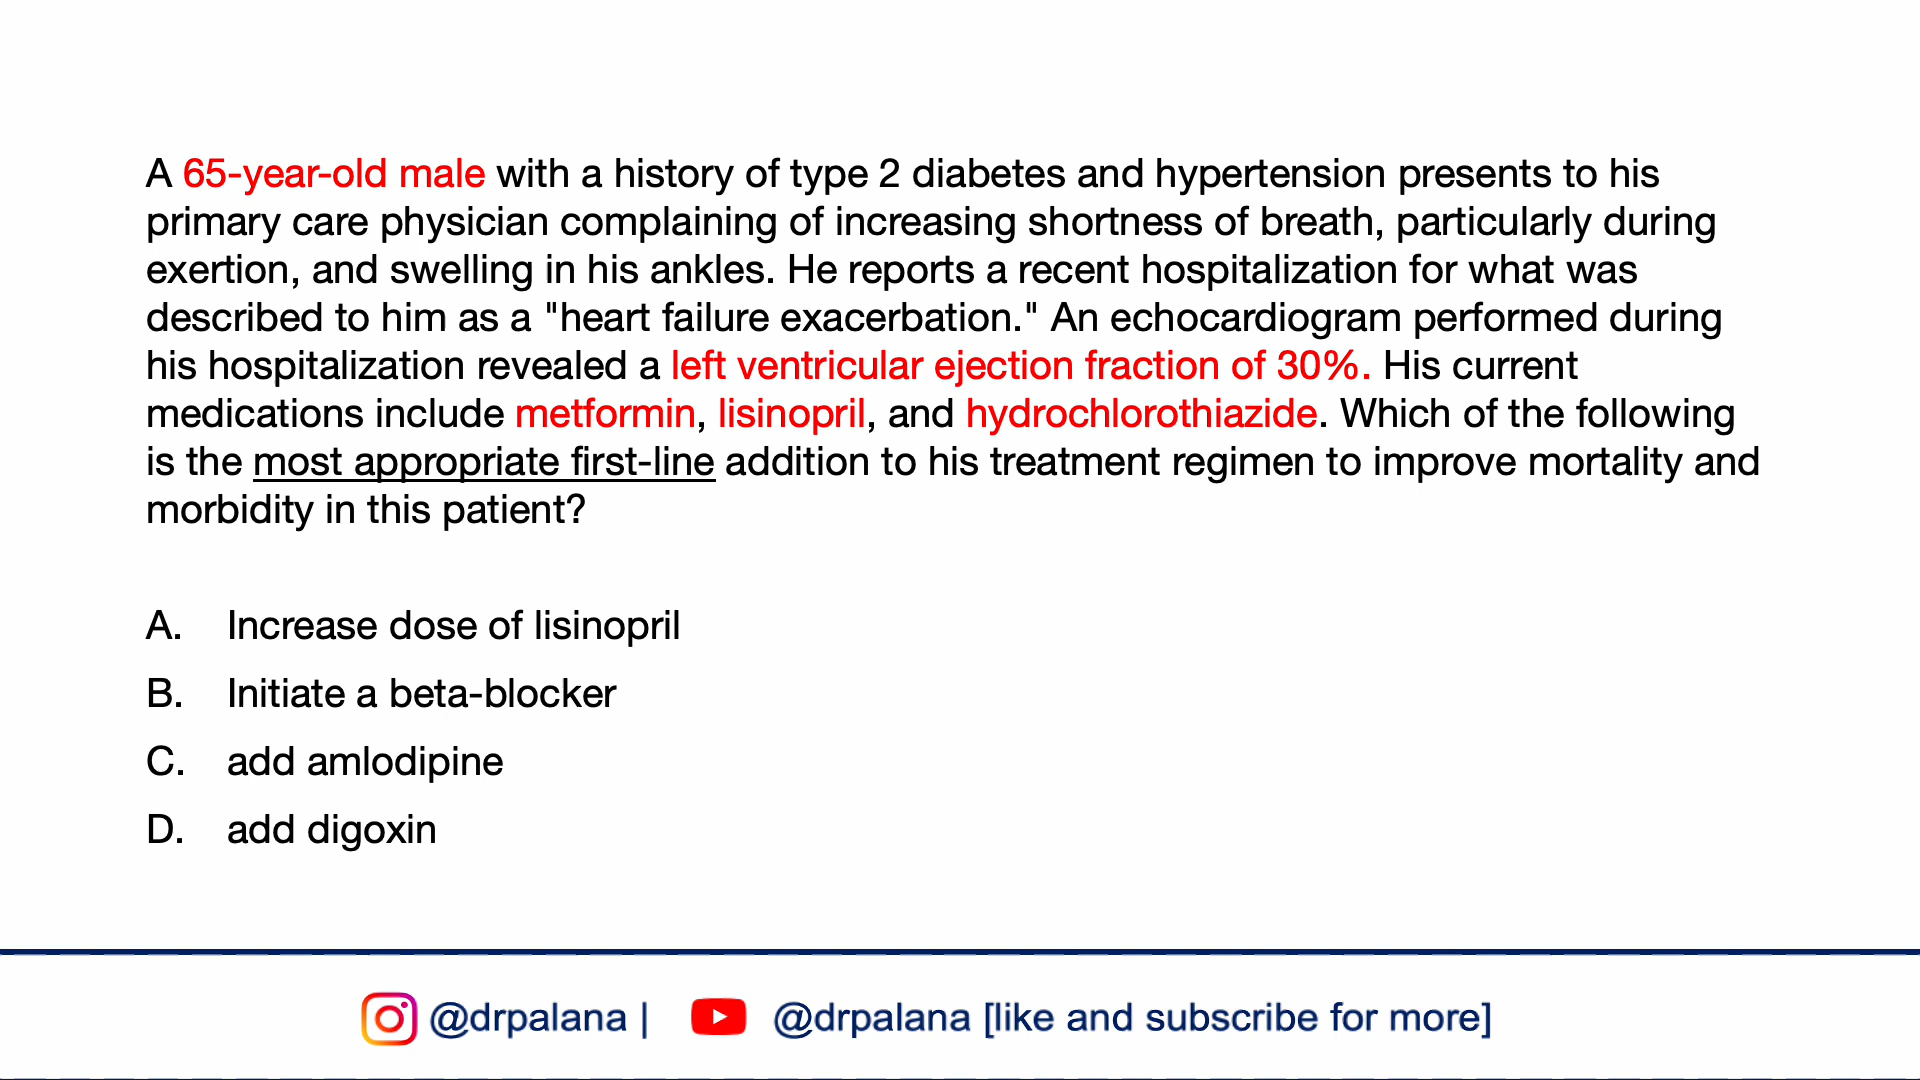 A 65-year-old male with a history of type 2 diabetes and hypertension presents to his
primary care physician complaining of increasing shortness of breath, particularly during
exertion, and swelling in his ankles. He reports a recent hospitalization for what was
described to him as a "heart failure exacerbation." An echocardiogram performed during
his hospitalization revealed a left ventricular ejection fraction of 30%. His current
medications include metformin, lisinopril, and hydrochlorothiazide. Which of the following
is the most appropriate first-line addition to his treatment regimen to improve mortality and
morbidity in this patient?
A. Increase dose of lisinopril
B. Initiate a beta-blocker
C. add amlodipine
D. add digoxin
@drpalana | @drpalana [like and subscribe for more]